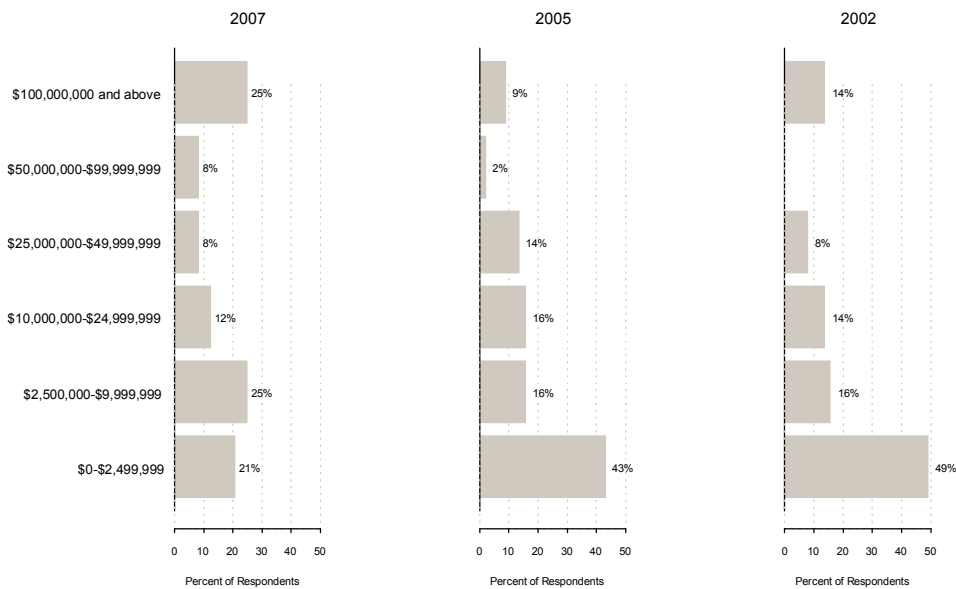 2007 2005 2002
$100,000,000 and above 25% 9% 14%
$50,000,000-$99,999,999 8% 2%
$25,000,000-$49,999,999 8% 14% 8%
$10,000,000-$24,999,999 12% 16% 14%
$2,500,000-$9,999,999 25% 16% 16%
$0-$2,499,999 21% 43% 49%
0 10 20 30 40 50 0 10 20 30 40 50 0 10 20 30 40 50
Percent of Respondents Percent of Respondents Percent of Respondents